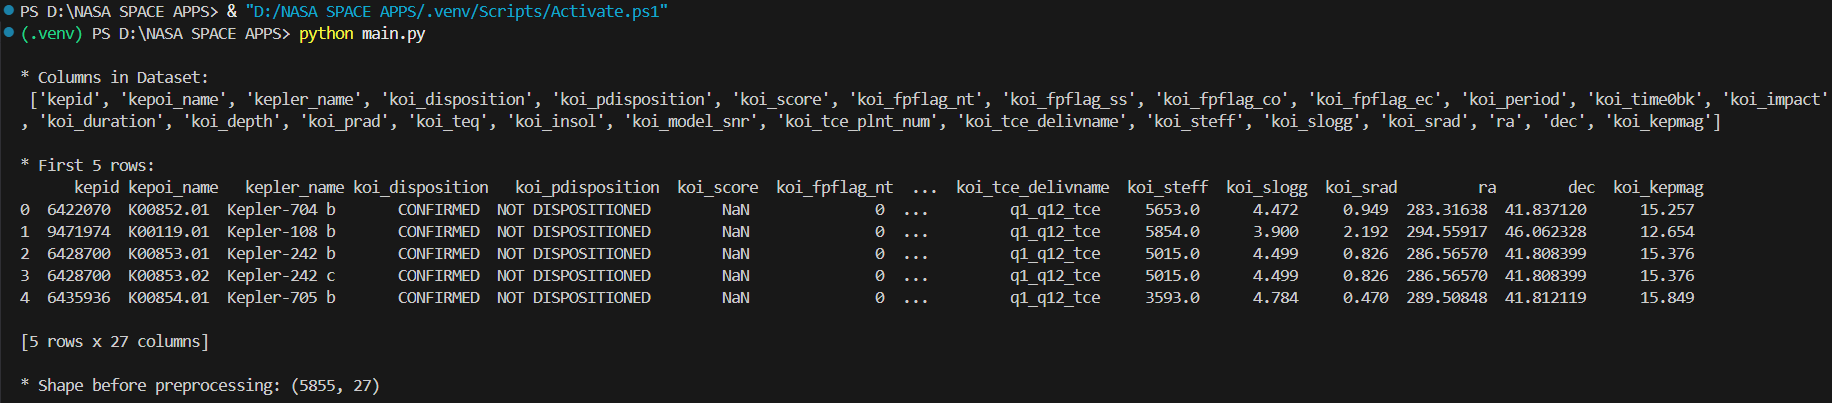 PS D:\NASA SPACE APPS> & "D:/NASA SPACE APPS/.venv/Scripts/Activate.ps1"
(.venv) PS D:\NASA SPACE APPS> python main.py
* Columns in Dataset:
['kepid', 'kepoi_name', 'kepler_name', 'koi_disposition', 'koi_pdisposition', 'koi_score', 'koi_fpflag_nt', 'koi_fpflag_ss', 'koi_fpflag_co', 'koi_fpflag_ec', 'koi_period', 'koi_time0bk', 'koi_impact'
, 'koi_duration', 'koi_depth', 'koi_prad', 'koi_teq', 'koi_insol', 'koi_model_snr', 'koi_tce_plnt_num', 'koi_tce_delivname', 'koi_steff', 'koi_slogg', 'koi_srad', 'ra', 'dec', 'koi_kepmag']
* First 5 rows:
kepid kepoi_name kepler_name koi_disposition koi_pdisposition koi_score koi_fpflag_nt ... koi_tce_delivname koi_steff koi_slogg koi_srad ra dec koi_kepmag
0 6422070 K00852.01 Kepler-704 b CONFIRMED NOT DISPOSITIONED NaN 0 ... q1_q12_tce 5653.0 4.472 0.949 283.31638 41.837120 15.257
1 9471974 K00119.01 Kepler-108 b CONFIRMED NOT DISPOSITIONED NaN 0 ... q1_q12_tce 5854.0 3.900 2.192 294.55917 46.062328 12.654
2 6428700 K00853.01 Kepler-242 b CONFIRMED NOT DISPOSITIONED NaN 0 ... q1_q12_tce 5015.0 4.499 0.826 286.56570 41.808399 15.376
3 6428700 K00853.02 Kepler-242 c CONFIRMED NOT DISPOSITIONED NaN 0 ... q1_q12_tce 5015.0 4.499 0.826 286.56570 41.808399 15.376
4 6435936 K00854.01 Kepler-705 b CONFIRMED NOT DISPOSITIONED NaN 0 ... q1_q12_tce 3593.0 4.784 0.470 289.50848 41.812119 15.849
[5 rows x 27 columns]
* Shape before preprocessing: (5855, 27)